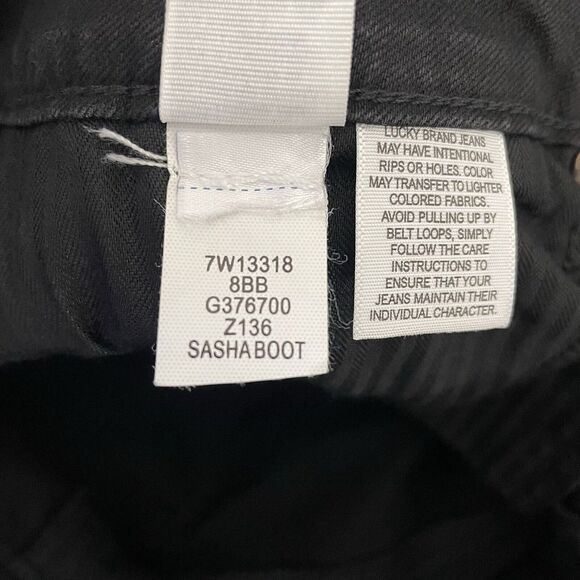 7W13318
8BB
G376700
Z136
SASHA BOOT
LUCKY BRAND JEANS
MAY HAVE INTENTIONAL
RIPS OR HOLES. COLOR
MAY TRANSFER TO LIGHTER
COLORED FABRICS.
AVOID PULLING UP BY
BELT LOOPS, SIMPLY
FOLLOW THE CARE
INSTRUCTIONS TO
ENSURE THAT YOUR
JEANS MAINTAIN THEIR
INDIVIDUAL CHARACTER.